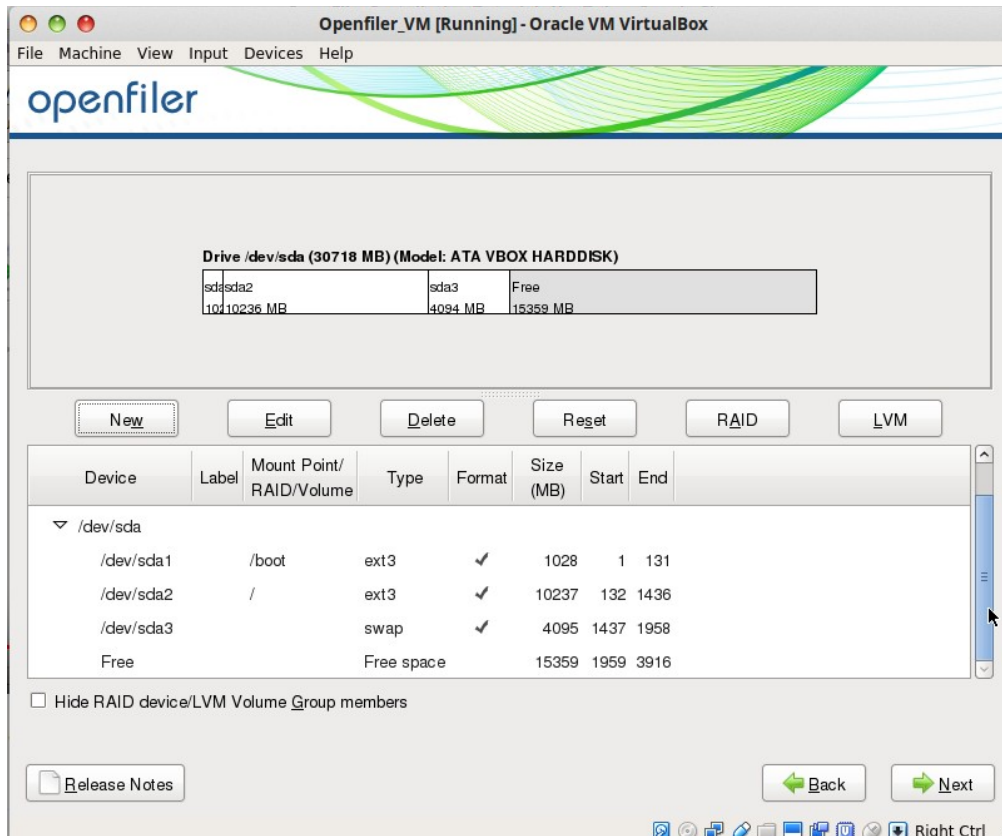 Openfiler_VM [Running] - Oracle VM VirtualBox
File Machine View Input Devices Help
openfiler
Drive /dev/sda (30718 MB) (Model: ATA VBOX HARDDISK)
sda sda2 sda3 Free
102 10236 MB 4094 MB 15359 MB
New Edit Delete Reset RAID LVM
Device Label Mount Point/ RAID/Volume Type Format Size (MB) Start End
/dev/sda
/dev/sda1 /boot ext3 ✓ 1028 1 131
/dev/sda2 / ext3 ✓ 10237 132 1436
/dev/sda3 swap ✓ 4095 1437 1958
Free Free space 15359 1959 3916
Hide RAID device/LVM Volume Group members
Release Notes Back Next
Right Ctrl